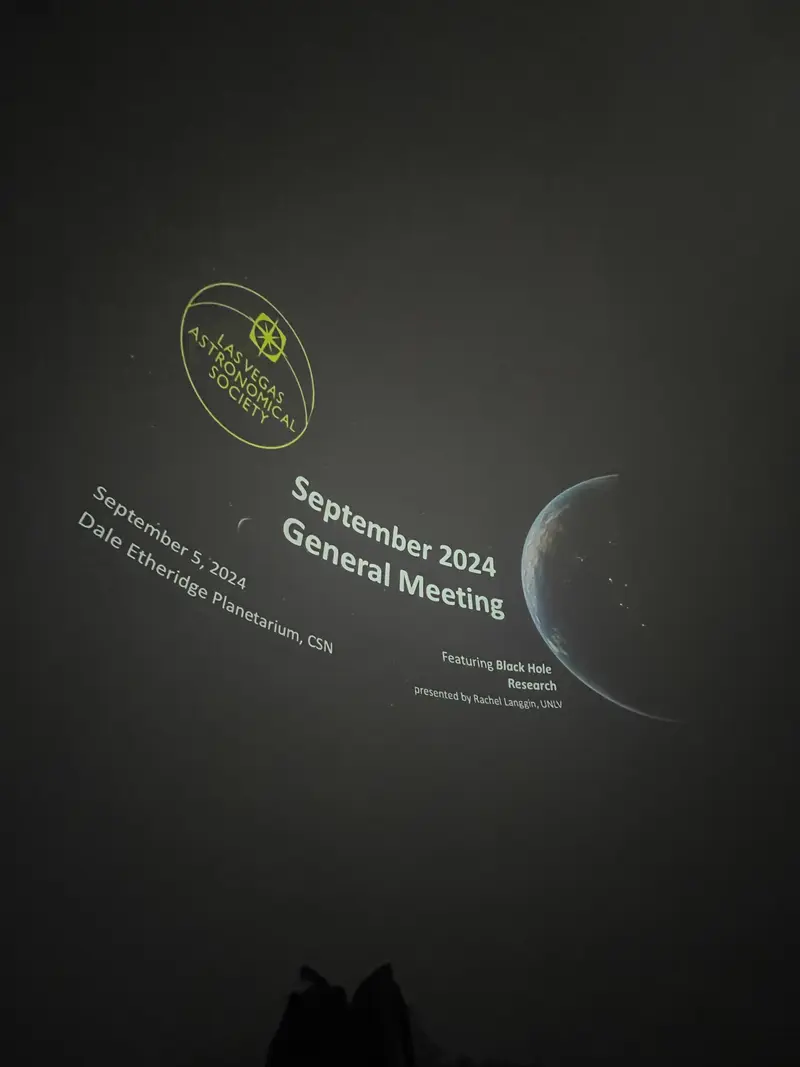 LAS VEGAS
ASTRONOMICAL
SOCIETY
September 2024
General Meeting
September 5, 2024
Dale Etheridge Planetarium, CSN
Featuring Black Hole
Research
presented by Rachel Langgin, UNLV